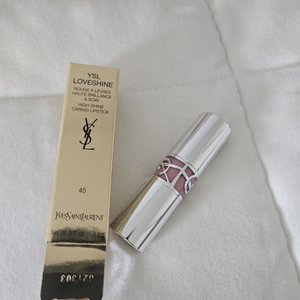 YSL
LOVESHINE
ROUGE À LÈVRES
HAUTE BRILLANCE
& SOIN
HIGH-SHINE
CARING LIPSTICK
YSL
45
YVESSAINTLAURENT